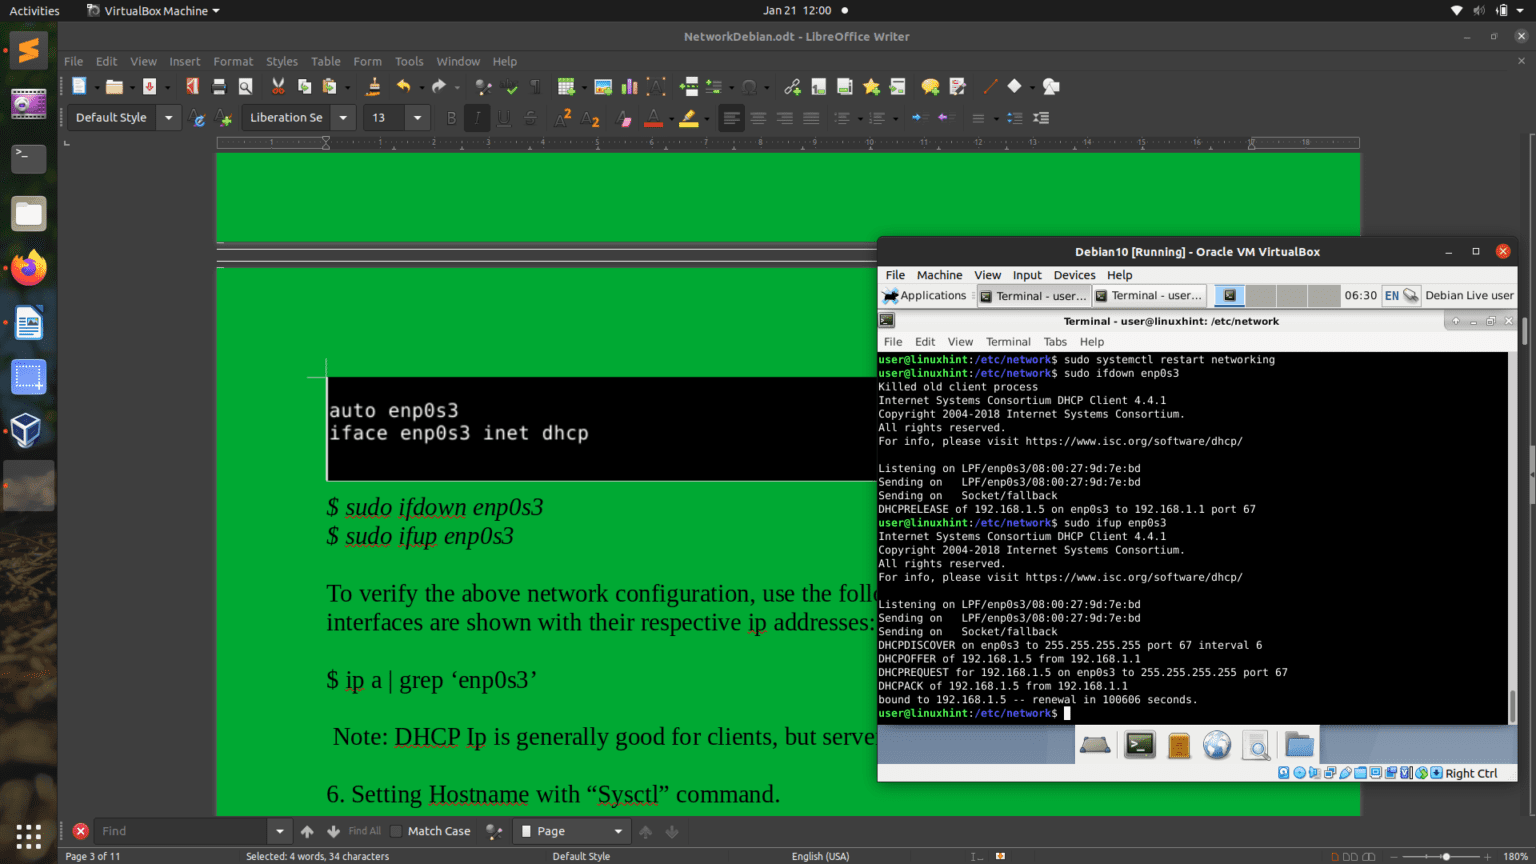 Activities
VirtualBox Machine
Jan 21 12:00
NetworkDebian.odt - LibreOffice Writer
File Edit View Insert Format Styles Table Form Tools Window Help
Default Style
Liberation Se
13
auto enp0s3
iface enp0s3 inet dhcp
$ sudo ifdown enp0s3
$ sudo ifup enp0s3
To verify the above network configuration, use the
interfaces are shown with their respective ip addresses:
$ ip a | grep ‘enp0s3’
Note: DHCP Ip is generally good for clients, but
6. Setting Hostname with “Sysctl” command.
Debian10 [Running] - Oracle VM VirtualBox
File Machine View Input Devices Help
Applications
Terminal - user...
Terminal - user...
06:30
EN
Debian Live user
Terminal - user@linuxhint: /etc/network
File Edit View Terminal Tabs Help
user@linuxhint:/etc/network$ sudo systemctl restart networking
user@linuxhint:/etc/network$ sudo ifdown enp0s3
Killed old client process
Internet Systems Consortium DHCP Client 4.4.1
Copyright 2004-2018 Internet Systems Consortium.
All rights reserved.
For info, please visit https://www.isc.org/software/dhcp/
Listening on LPF/enp0s3/08:00:27:9d:7e:bd
Sending on   LPF/enp0s3/08:00:27:9d:7e:bd
Sending on   Socket/fallback
DHCPRELEASE of 192.168.1.5 on enp0s3 to 192.168.1.1 port 67
user@linuxhint:/etc/network$ sudo ifup enp0s3
Internet Systems Consortium DHCP Client 4.4.1
Copyright 2004-2018 Internet Systems Consortium.
All rights reserved.
For info, please visit https://www.isc.org/software/dhcp/
Listening on LPF/enp0s3/08:00:27:9d:7e:bd
Sending on   LPF/enp0s3/08:00:27:9d:7e:bd
Sending on   Socket/fallback
DHCPDISCOVER on enp0s3 to 255.255.255.255 port 67 interval 6
DHCPOFFER of 192.168.1.5 from 192.168.1.1
DHCPREQUEST for 192.168.1.5 on enp0s3 to 255.255.255.255 port 67
DHCPACK of 192.168.1.5 from 192.168.1.1
bound to 192.168.1.5 -- renewal in 100606 seconds.
user@linuxhint:/etc/network$
Right Ctrl
Find
Find All
Match Case
Page
Page 3 of 11
Selected: 4 words, 34 characters
Default Style
English (USA)
180%